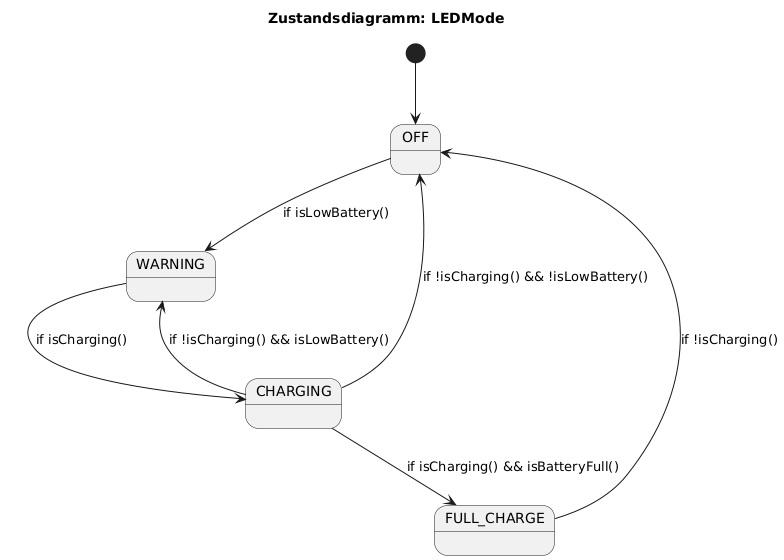 Zustandsdiagramm: LEDMode
OFF
if isLowBattery()
WARNING
if !isCharging() && !isLowBattery()
if isCharging()
if !isCharging() && isLowBattery()
if !isCharging()
CHARGING
if isCharging() && isBatteryFull()
FULL_CHARGE